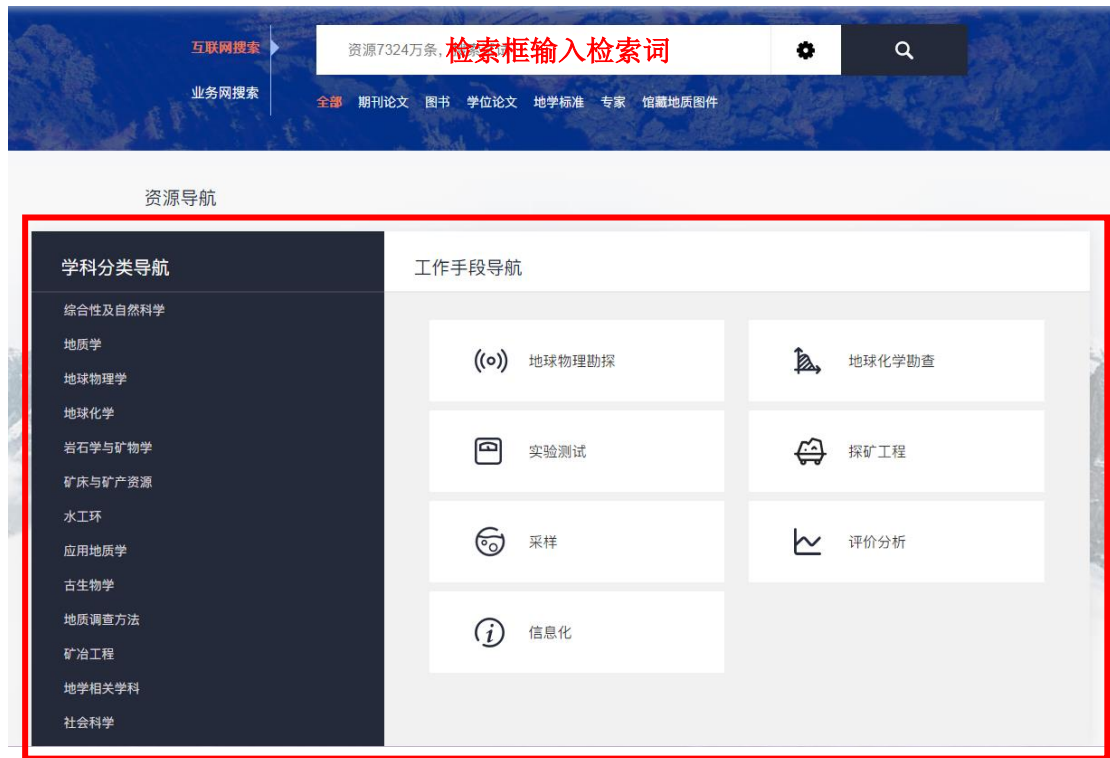 互联网搜索
资源7324万条,
检索框输入检索词
业务网搜索
全部 期刊论文 图书 学位论文 地学标准 专家 馆藏地质图件
资源导航
学科分类导航
工作手段导航
综合性及自然科学
地质学
地球物理学
地球化学
岩石学与矿物学
矿床与矿产资源
水工环
应用地质学
古生物学
地质调查方法
矿冶工程
地学相关学科
社会科学
地球物理勘探
地球化学勘查
实验测试
探矿工程
采样
评价分析
信息化